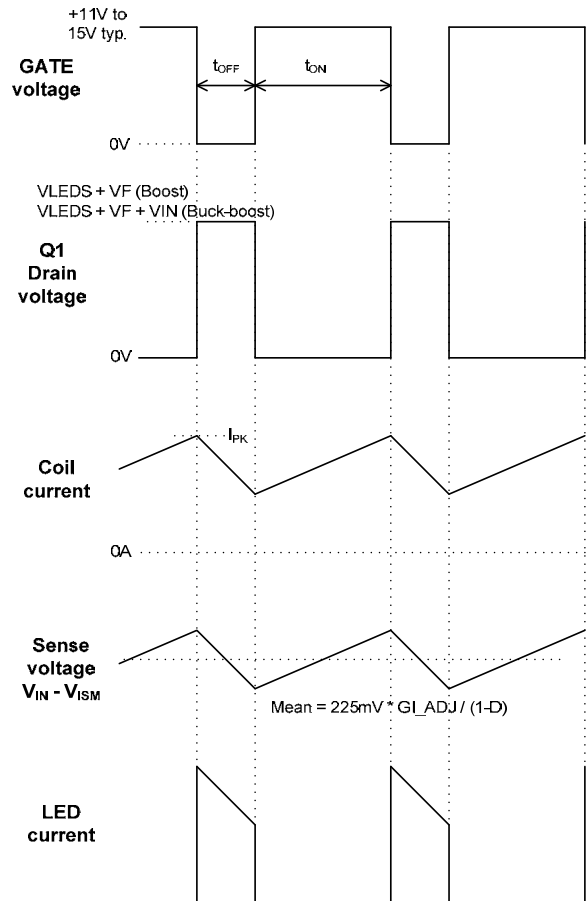 +11V to
15V typ.
GATE
voltage
tOFF
tON
0V
VLEDS + VF (Boost)
VLEDS + VF + VIN (Buck-boost)
Q1
Drain
voltage
0V
IPK
Coil
current
0A
Sense
voltage
VIN - VISM
Mean = 225mV * GI_ADJ / (1-D)
LED
current